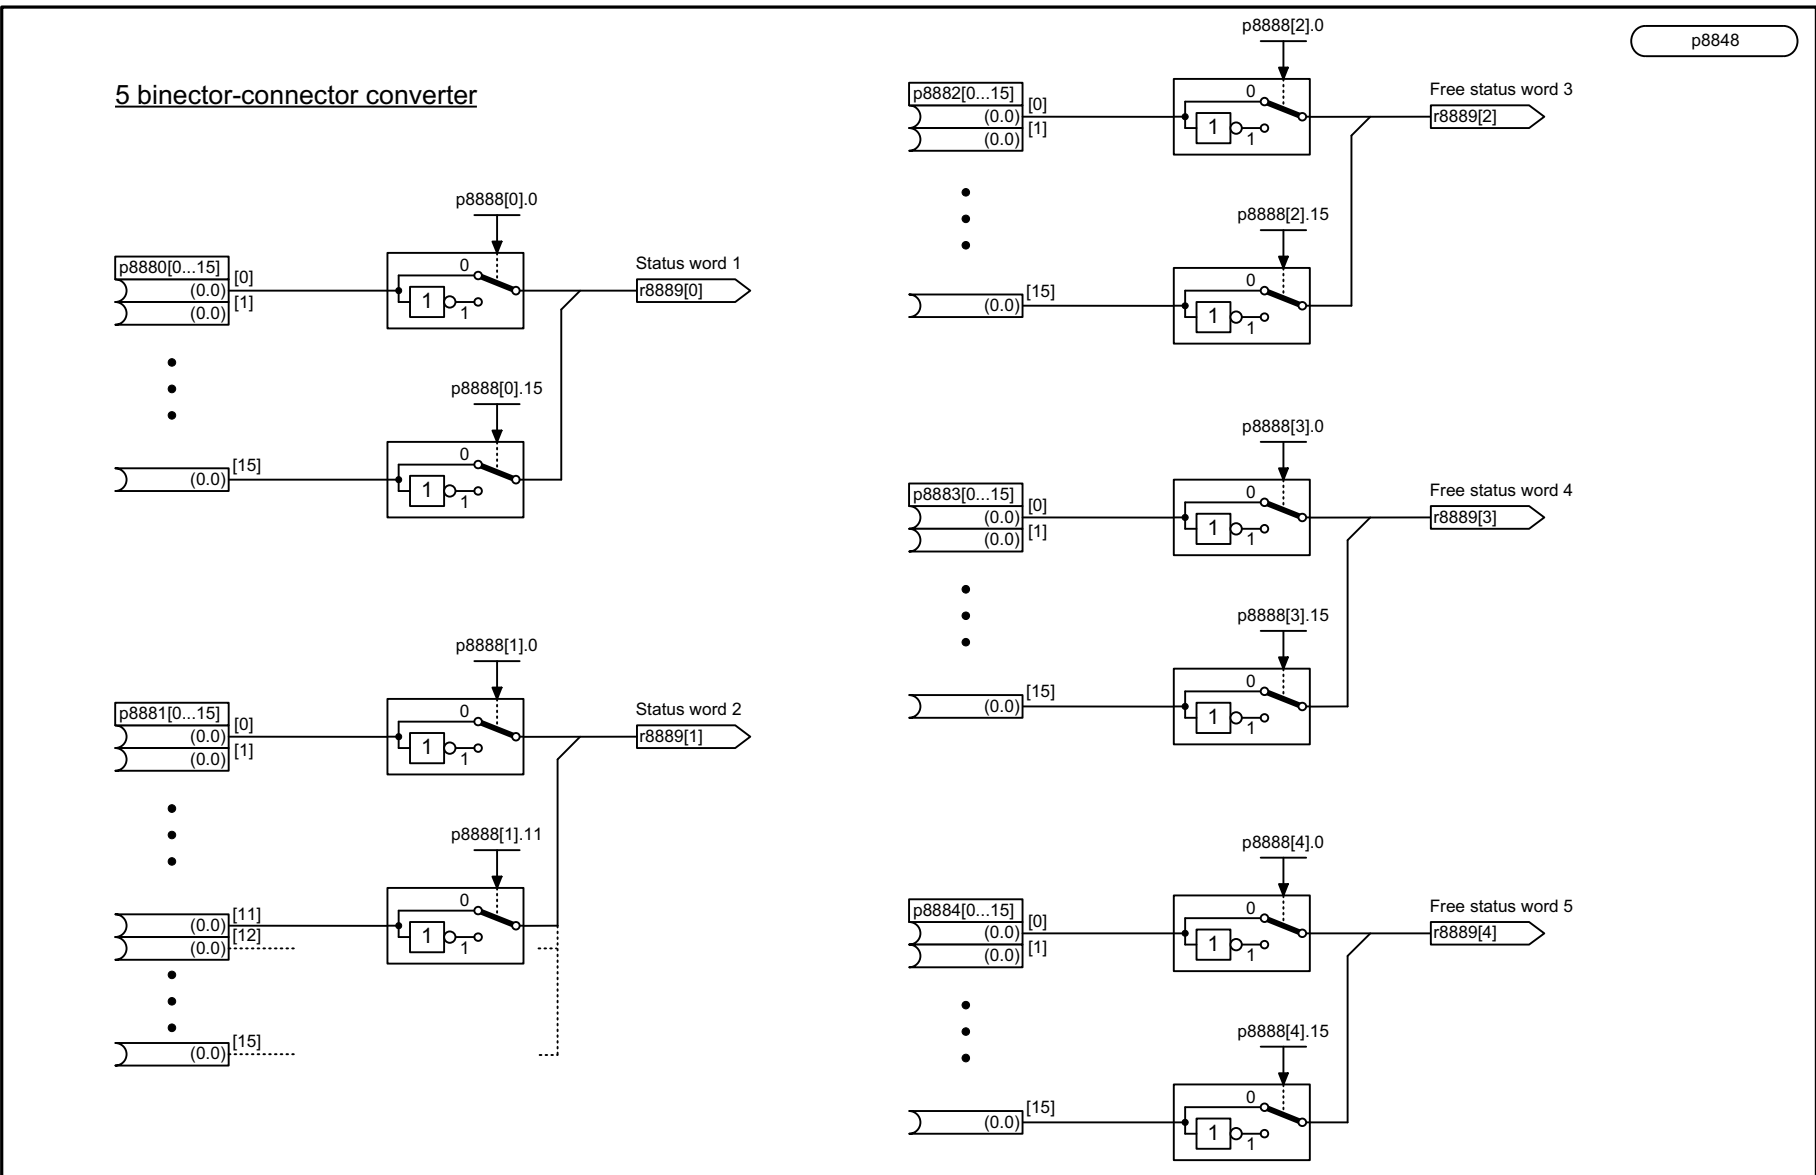 5 binector-connector converter
p8848
p8888[0].0
p8880[0...15]
[0]
(0.0)
[1]
(0.0)
0
1
1
Status word 1
r8889[0]
p8888[0].15
[15]
(0.0)
0
1
1
p8888[1].0
p8881[0...15]
[0]
(0.0)
[1]
(0.0)
0
1
1
Status word 2
r8889[1]
p8888[1].11
[11]
(0.0)
[12]
(0.0)
0
1
1
[15]
(0.0)
p8888[2].0
p8882[0...15]
[0]
(0.0)
[1]
(0.0)
0
1
1
Free status word 3
r8889[2]
p8888[2].15
[15]
(0.0)
0
1
1
p8888[3].0
p8883[0...15]
[0]
(0.0)
[1]
(0.0)
0
1
1
Free status word 4
r8889[3]
p8888[3].15
[15]
(0.0)
0
1
1
p8888[4].0
p8884[0...15]
[0]
(0.0)
[1]
(0.0)
0
1
1
Free status word 5
r8889[4]
p8888[4].15
[15]
(0.0)
0
1
1